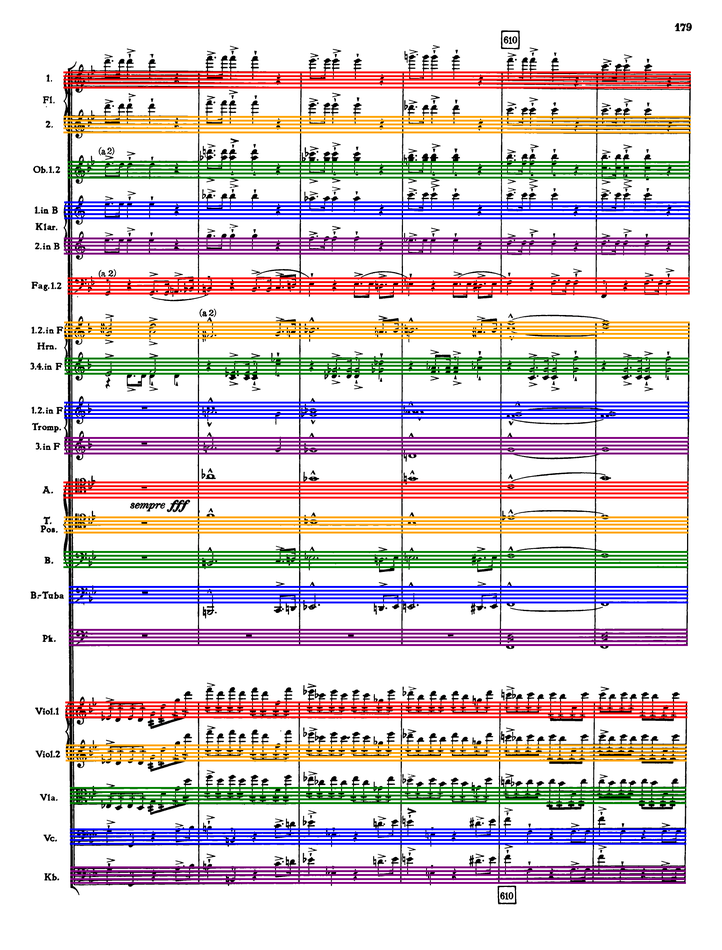 179
610
1.
Fl.
2.
(a 2)
Ob.1.2
1.in B
Klar.
2.in B
(a 2)
Fag.1.2
(a 2)
1.2.in F
Hrn.
3.4.in F
1.2.in F
Tromp.
3.in F
A.
sempre fff
T.
Pos.
B.
B.-Tuba
Pk.
Viol.1
Viol.2
Vla.
Vc.
Kb.
610